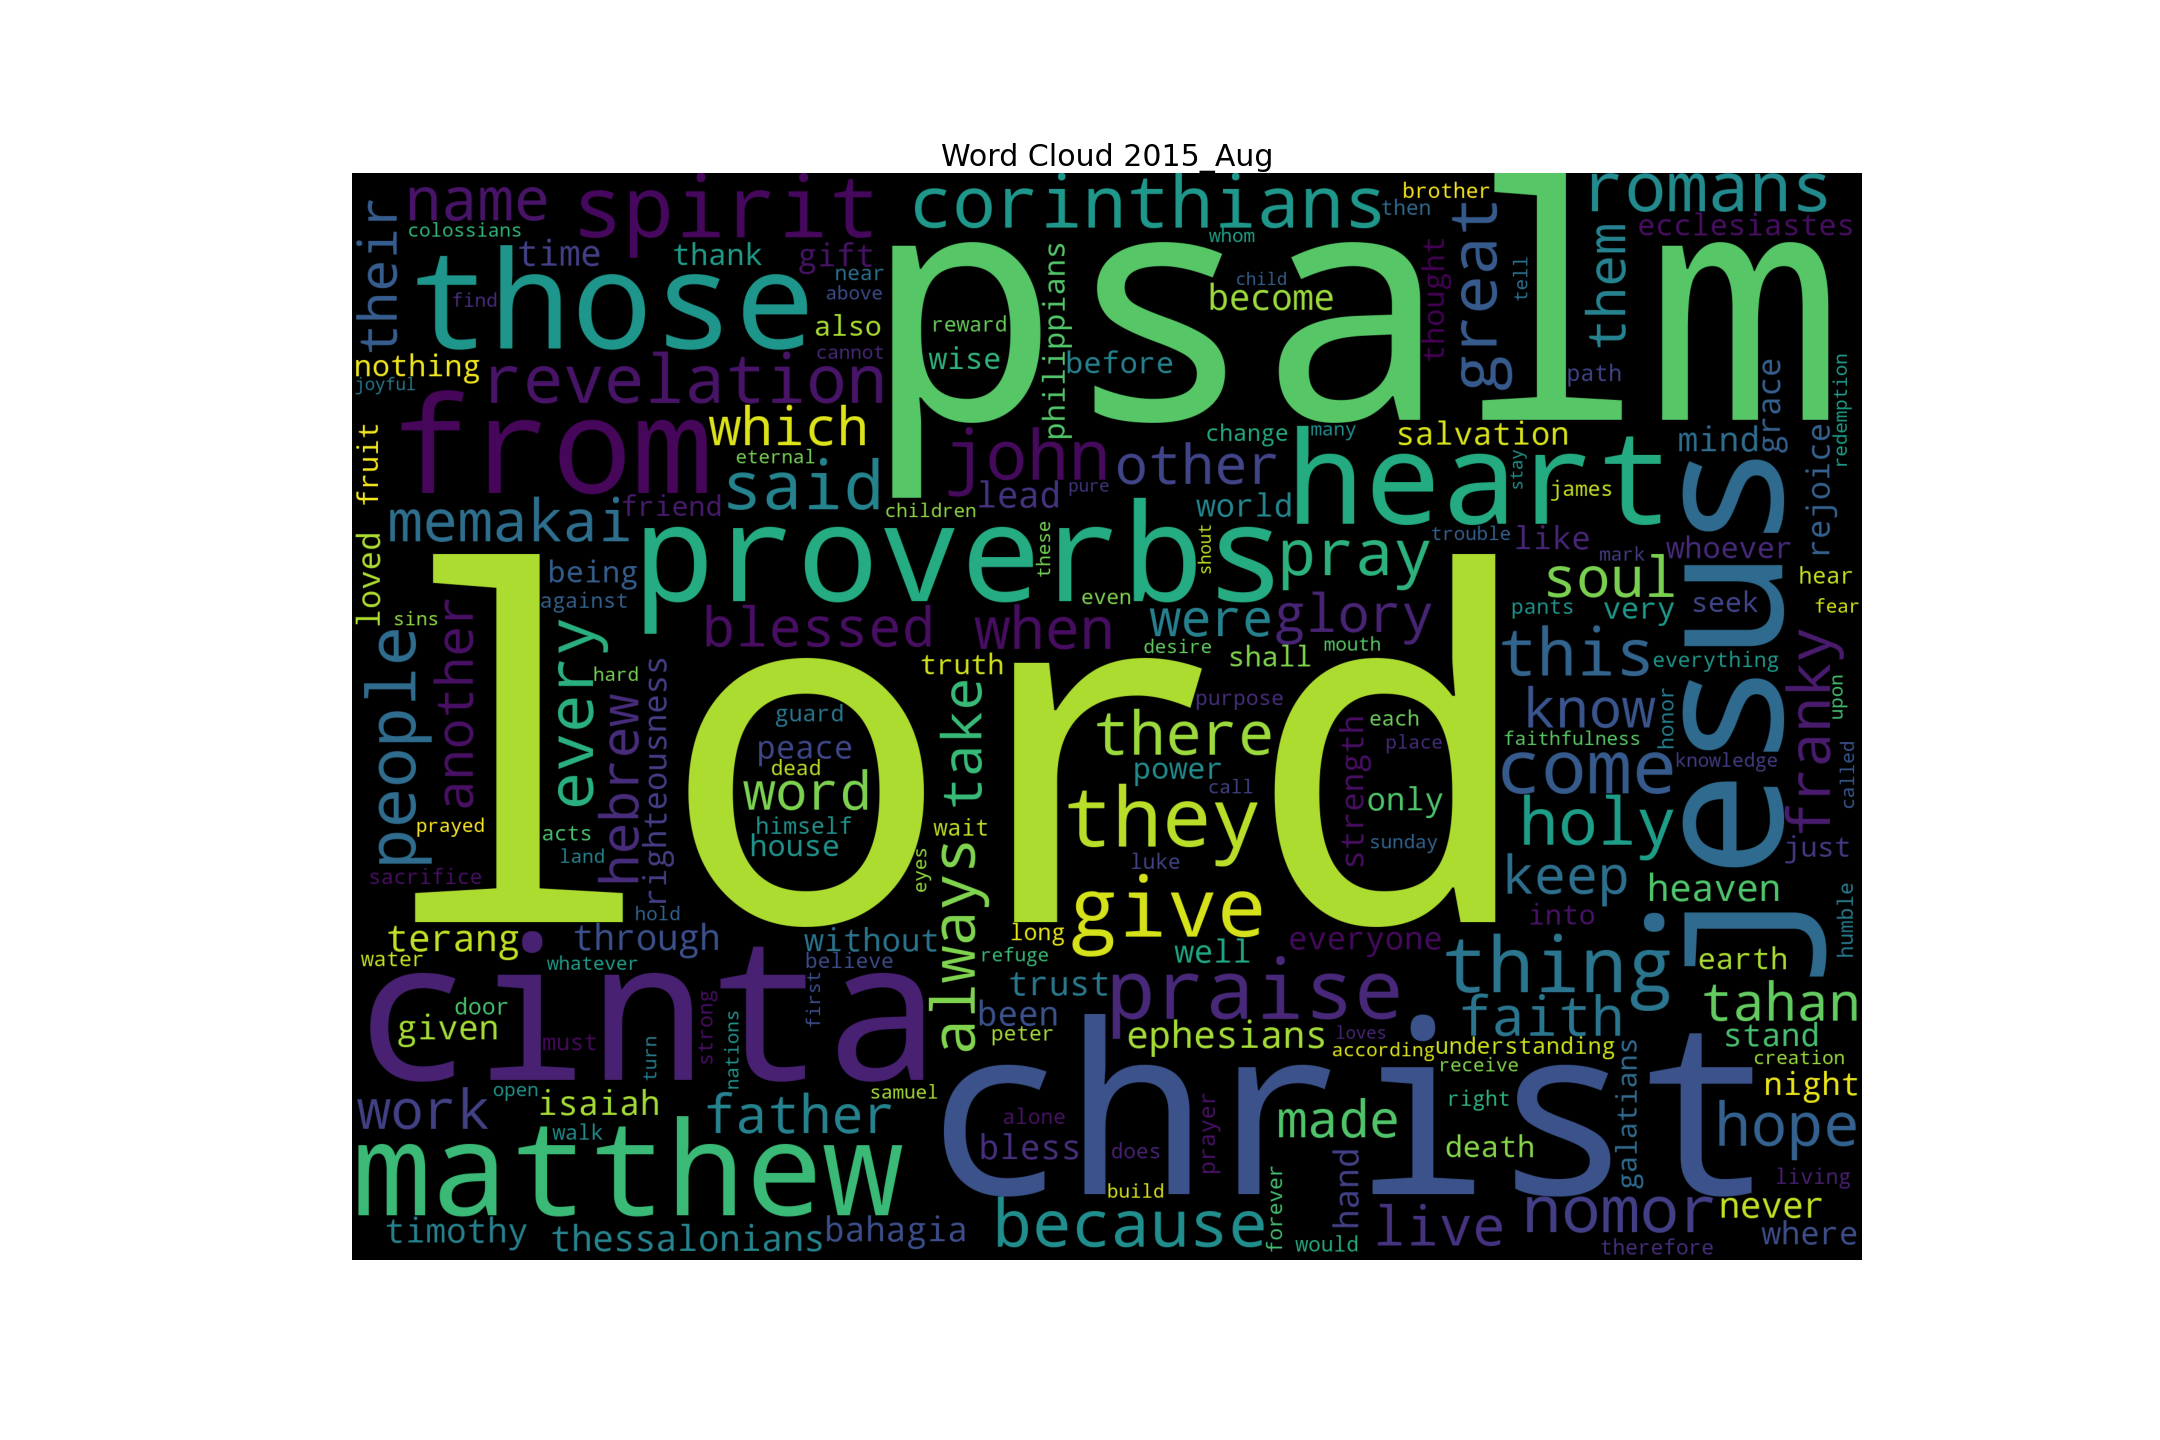 Word Cloud 2015_Aug
name
spirit
corinthians
brother
then
romans
ecclesiastes
their
colossians
time
thank
gift
whom
great
them
thought
tell
those
psalm
near
above
find
child
become
philippians
also
reward
wise
before
cannot
nothing
joyful
revelation
path
grace
redemption
from
which
john
other
change
many
salvation
mind
rejoice
fruit
loved
eternal
said
friend
lead
pure
world
heart
stay
james
memakai
children
proverbs
these
shout
pray
trouble
like
mark
whoever
jesus
being
against
even
soul
hear
fear
sins
people
another
every
hard
blessed
when
were
glory
desire
mouth
pants
very
seek
this
everything
franky
truth
shall
hebrew
righteousness
lord
guard
peace
dead
word
himself
house
always
take
purpose
there
power
call
they
each
place
strength
only
sunday
know
honor
upon
faithfulness
come
knowledge
called
prayed
acts
land
sacrifice
wait
eyes
luke
holy
just
keep
heaven
humble
give
hold
terang
through
without
long
refuge
well
everyone
into
water
whatever
believe
first
cinta
trust
been
praise
thing
earth
tahan
door
given
must
strong
nations
turn
peter
ephesians
loves
according
understanding
faith
stand
creation
open
isaiah
samuel
christ
receive
night
work
walk
father
alone
bless
does
prayer
made
right
death
galatians
hope
matthew
build
hand
living
timothy
thessalonians
bahagia
because
forever
would
live
nomor
never
therefore
where